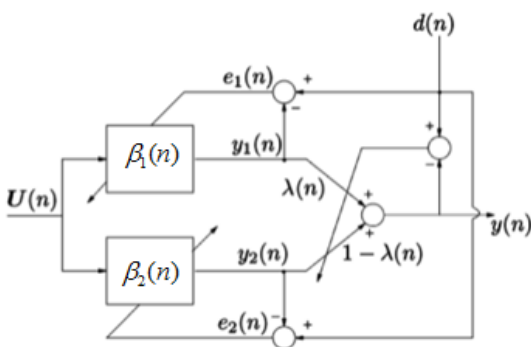 d(n)
e₁(n)
+
−
β₁(n)
y₁(n)
+
−
λ(n)
U(n)
+
+
y(n)
1 − λ(n)
β₂(n)
y₂(n)
e₂(n)
−
+